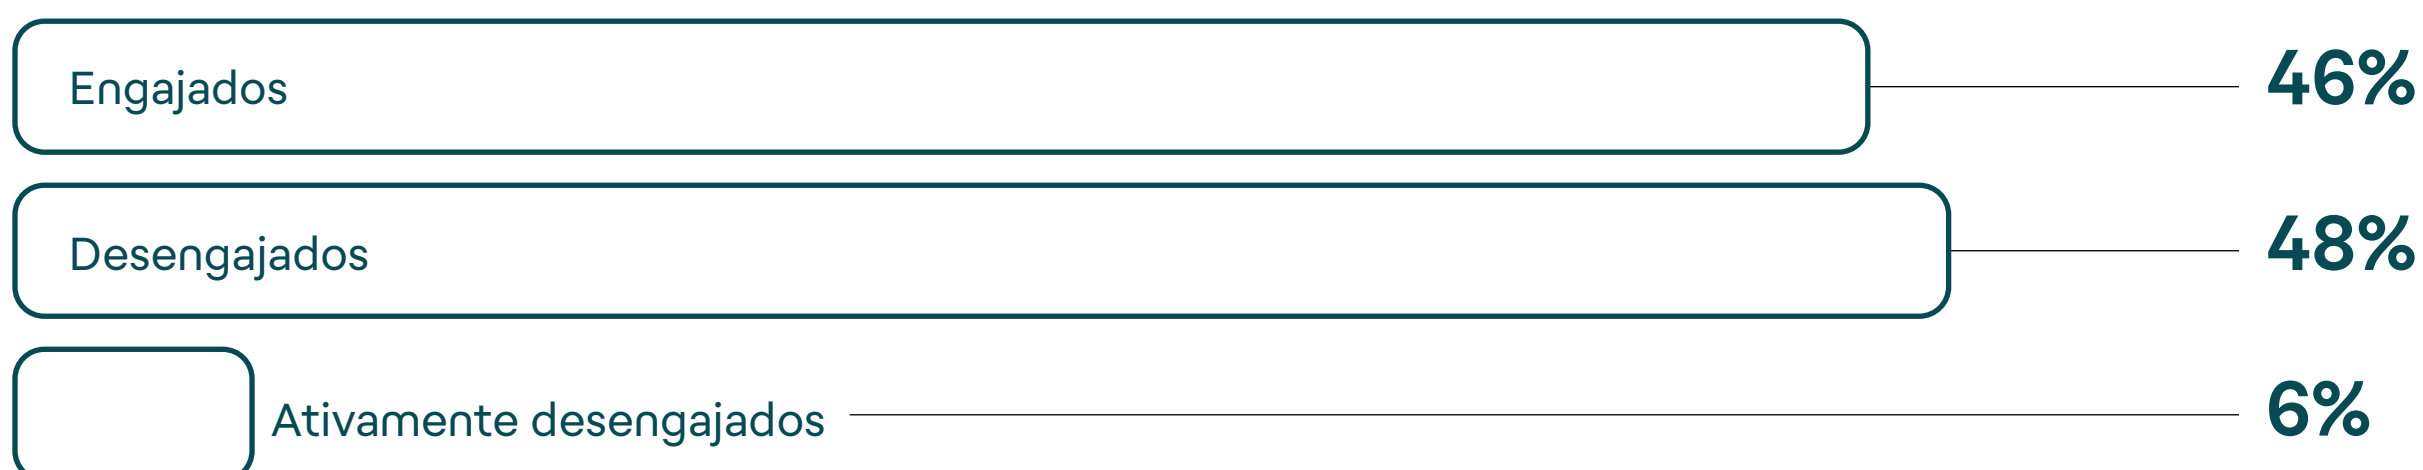 Engajados 46%
Desengajados 48%
Ativamente desengajados 6%